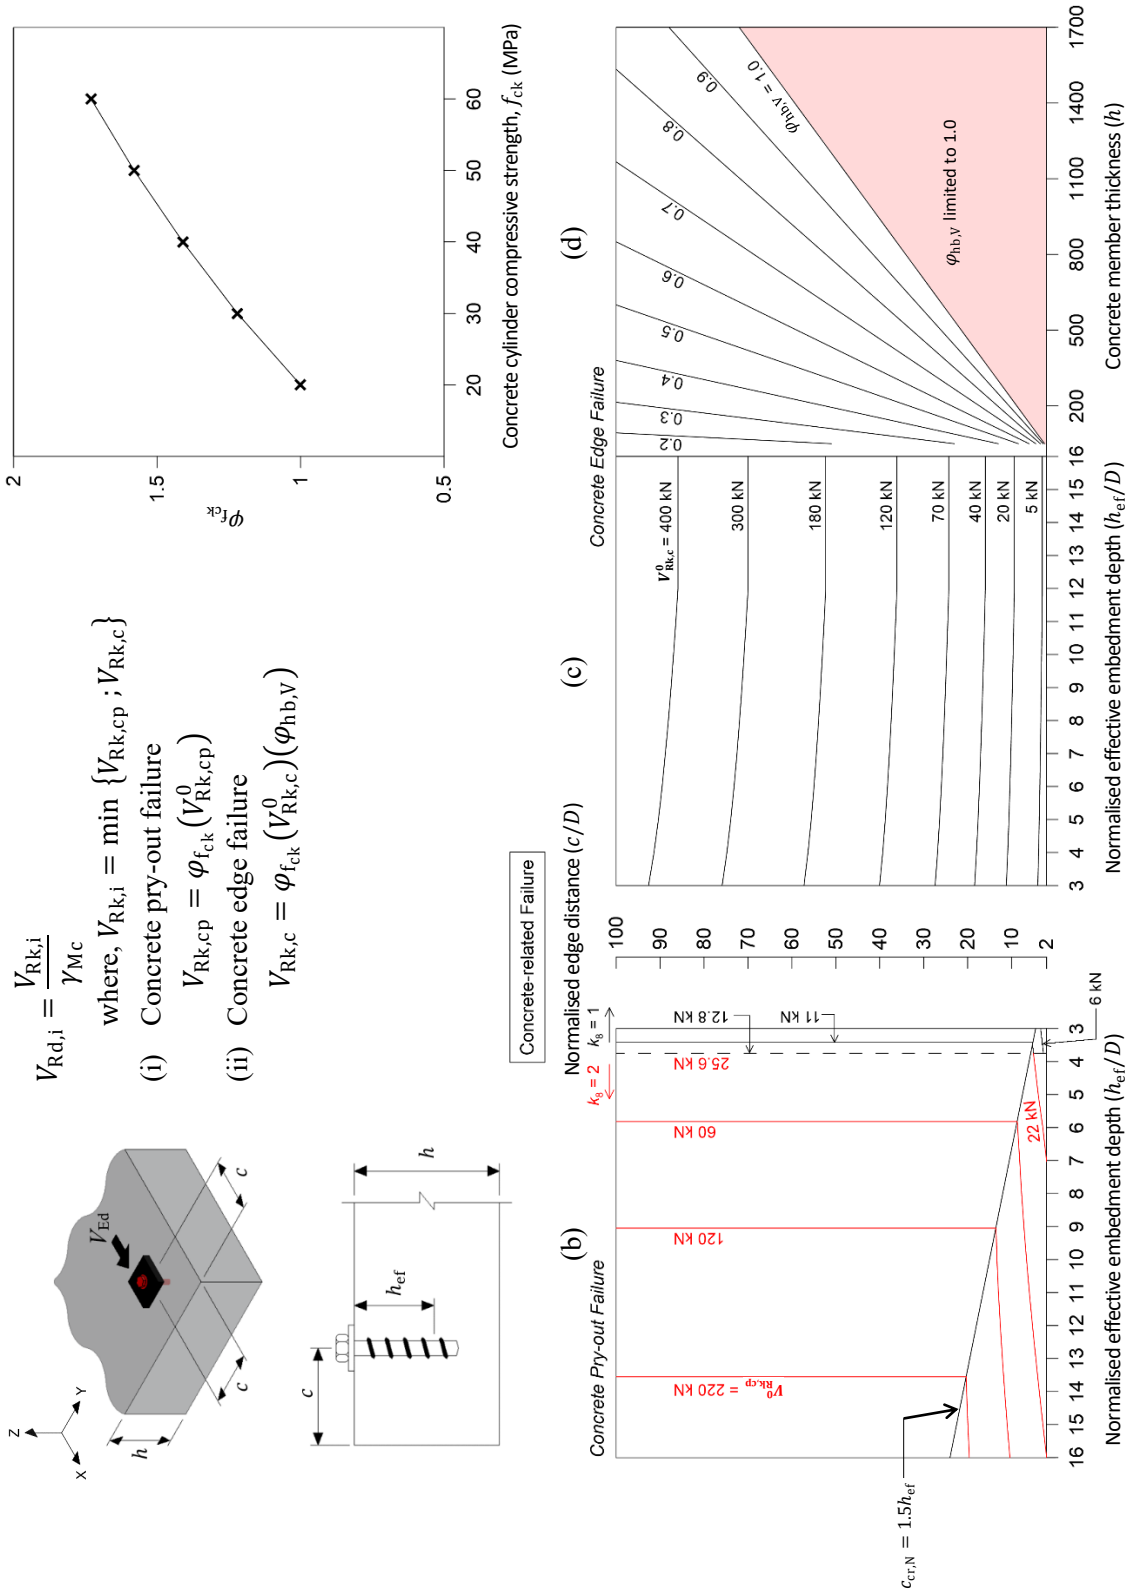 Z
Y
X
h
c
c
V_Ed
c
h_ef
h
V_Rd,i = V_Rk,i / γ_Mc
where, V_Rk,i = min {V_Rk,cp ; V_Rk,c}
(i) Concrete pry-out failure
V_Rk,cp = φ_fck (V⁰_Rk,cp)
(ii) Concrete edge failure
V_Rk,c = φ_fck (V⁰_Rk,c)(φ_hb,V)
φ_fck
2
1.5
1
0.5
20 30 40 50 60
Concrete cylinder compressive strength, f_ck (MPa)
Concrete-related Failure
(b)
Concrete Pry-out Failure
k_8 = 2
k_8 = 1
V⁰_Rk,cp = 220 kN
120 kN
60 kN
25.6 kN
12.8 kN
11 kN
22 kN
6 kN
c_cr,N = 1.5h_ef
16 15 14 13 12 11 10 9 8 7 6 5 4 3
Normalised effective embedment depth (h_ef/D)
Normalised edge distance (c/D)
100
90
80
70
60
50
40
30
20
10
2
(c)
Concrete Edge Failure
V⁰_Rk,c = 400 kN
300 kN
180 kN
120 kN
70 kN
40 kN
20 kN
5 kN
3 4 5 6 7 8 9 10 11 12 13 14 15 16
Normalised effective embedment depth (h_ef/D)
(d)
0.2
0.3
0.4
0.5
0.6
0.7
0.8
0.9
φ_hb,V = 1.0
φ_hb,V limited to 1.0
200 500 800 1100 1400 1700
Concrete member thickness (h)